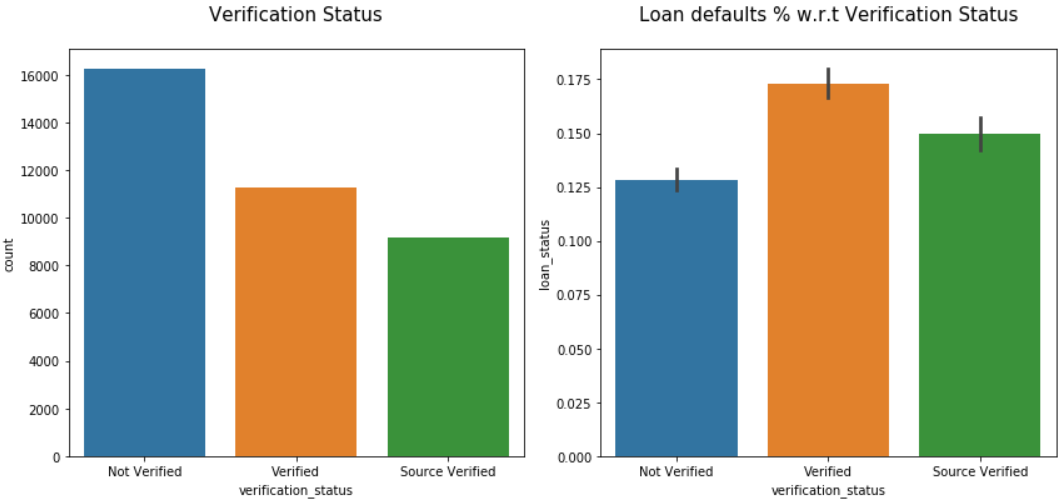 Verification Status
16000
14000
12000
10000
8000
6000
4000
2000
0
count
Not Verified
Verified
Source Verified
verification_status
Loan defaults % w.r.t Verification Status
0.175
0.150
0.125
0.100
0.075
0.050
0.025
0.000
loan_status
Not Verified
Verified
Source Verified
verification_status